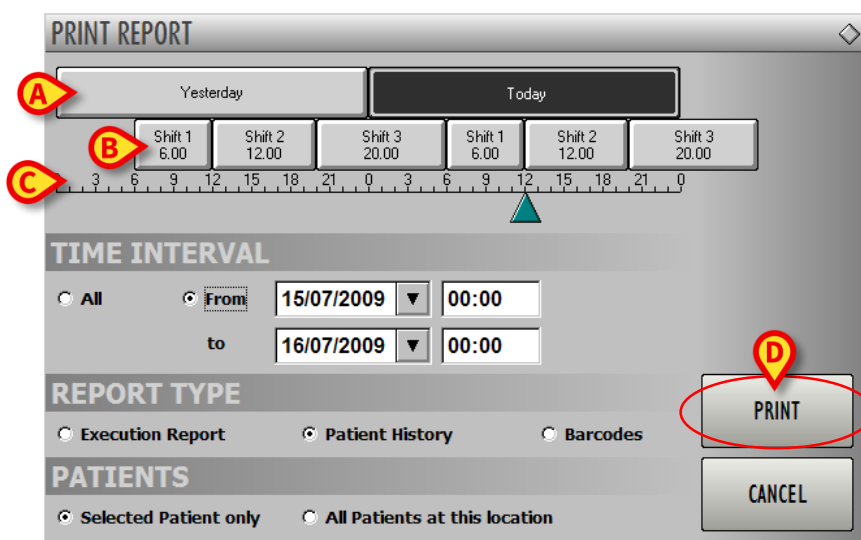 PRINT REPORT
A
Yesterday Today
B
Shift 1 Shift 2 Shift 3 Shift 1 Shift 2 Shift 3
6.00 12.00 20.00 6.00 12.00 20.00
C
3 6 9 12 15 18 21 0 3 6 9 12 15 18 21 0
TIME INTERVAL
All From 15/07/2009 00:00
to 16/07/2009 00:00
D
REPORT TYPE
PRINT
Execution Report Patient History Barcodes
PATIENTS
CANCEL
Selected Patient only All Patients at this location